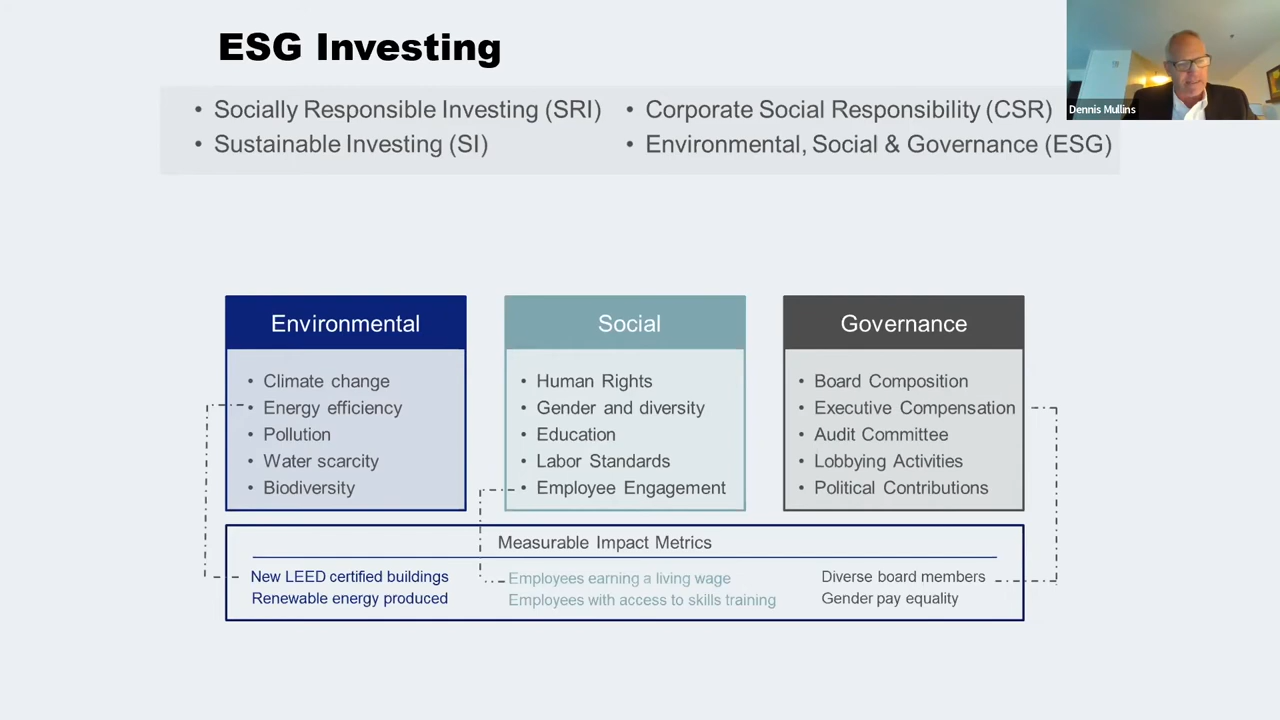 ESG Investing
• Socially Responsible Investing (SRI)
• Sustainable Investing (SI)
• Corporate Social Responsibility (CSR)
• Environmental, Social & Governance (ESG)
Dennis Mullins
Environmental
• Climate change
• Energy efficiency
• Pollution
• Water scarcity
• Biodiversity
Social
• Human Rights
• Gender and diversity
• Education
• Labor Standards
• Employee Engagement
Governance
• Board Composition
• Executive Compensation
• Audit Committee
• Lobbying Activities
• Political Contributions
Measurable Impact Metrics
New LEED certified buildings
Renewable energy produced
Employees earning a living wage
Employees with access to skills training
Diverse board members
Gender pay equality